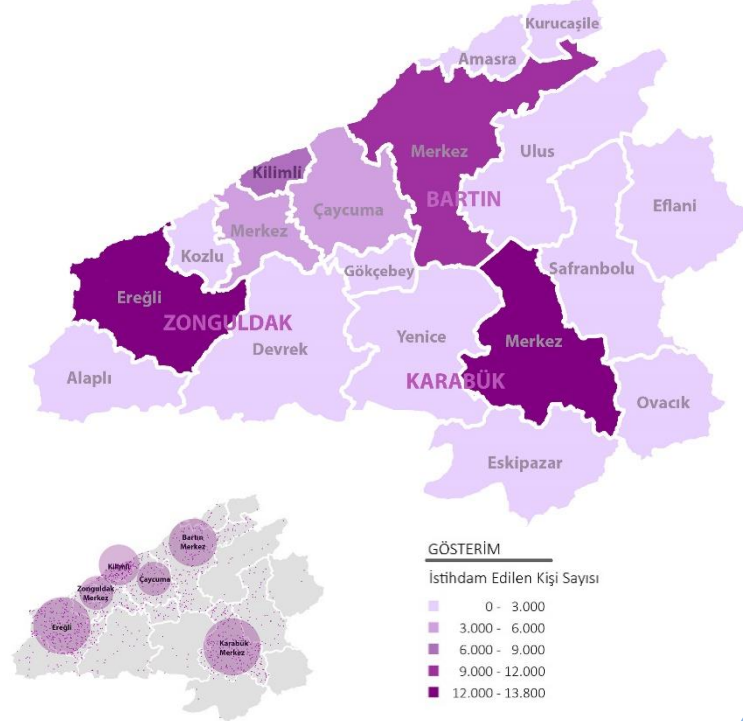 Kurucaşile
Amasra
Merkez
Ulus
Kilimli
BARTIN
Eflani
Çaycuma
Merkez
Kozlu
Gökçebey
Safranbolu
Ereğli
ZONGULDAK
Yenice
Merkez
Devrek
Alaplı
KARABÜK
Ovacık
Eskipazar
Bartın
Merkez
Kilimli
Çaycuma
Zonguldak
Merkez
Ereğli
Karabük
Merkez
GÖSTERİM
İstihdam Edilen Kişi Sayısı
0 - 3.000
3.000 - 6.000
6.000 - 9.000
9.000 - 12.000
12.000 - 13.800